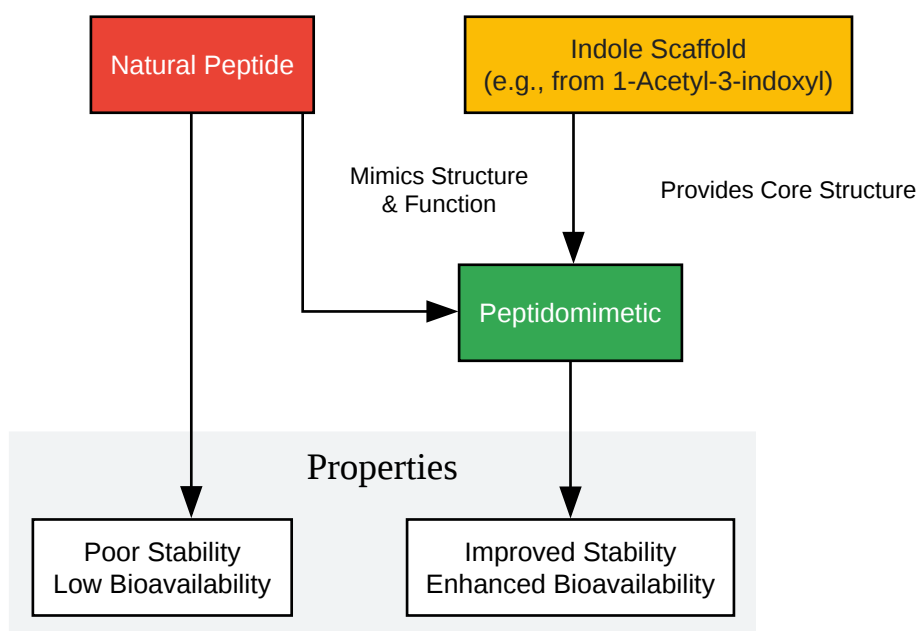 Natural Peptide
Indole Scaffold
(e.g., from 1-Acetyl-3-indoxyl)
Mimics Structure
& Function
Provides Core Structure
Peptidomimetic
Properties
Poor Stability
Low Bioavailability
Improved Stability
Enhanced Bioavailability